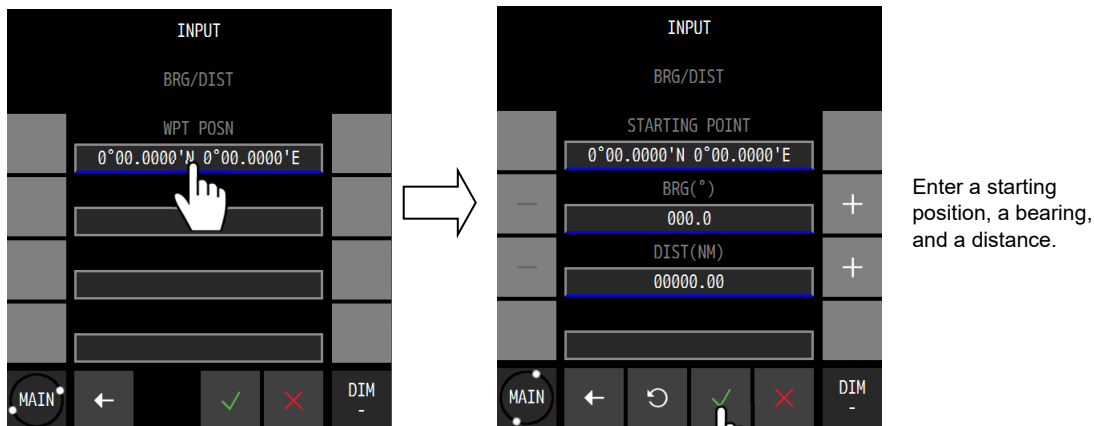 INPUT
BRG/DIST
WPT POSN
0°00.0000'N 0°00.0000'E
MAIN
DIM
-
INPUT
BRG/DIST
STARTING POINT
0°00.0000'N 0°00.0000'E
BRG(°)
− +
000.0
DIST(NM)
− +
00000.00
MAIN
DIM
-
Enter a starting
position, a bearing,
and a distance.